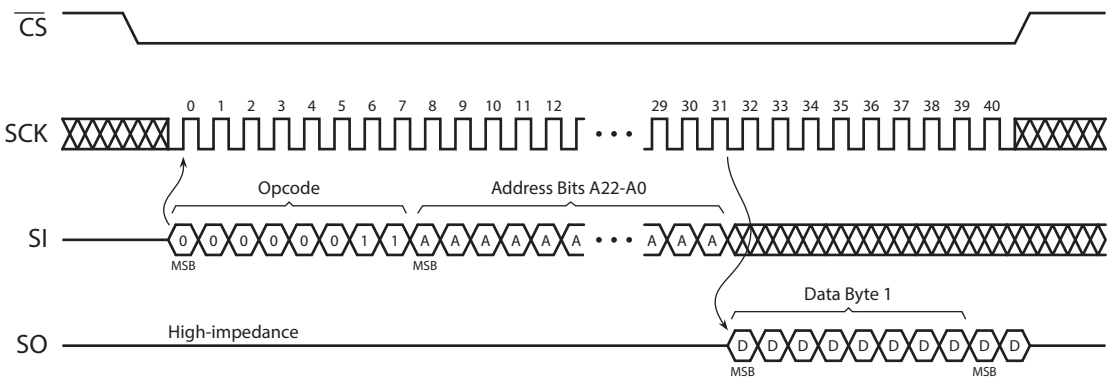 CS
0 1 2 3 4 5 6 7 8 9 10 11 12 29 30 31 32 33 34 35 36 37 38 39 40
SCK
Opcode Address Bits A22-A0
SI 0 0 0 0 0 0 1 1 A A A A A A A A A
MSB MSB
Data Byte 1
High-impedance
SO D D D D D D D D D D
MSB MSB